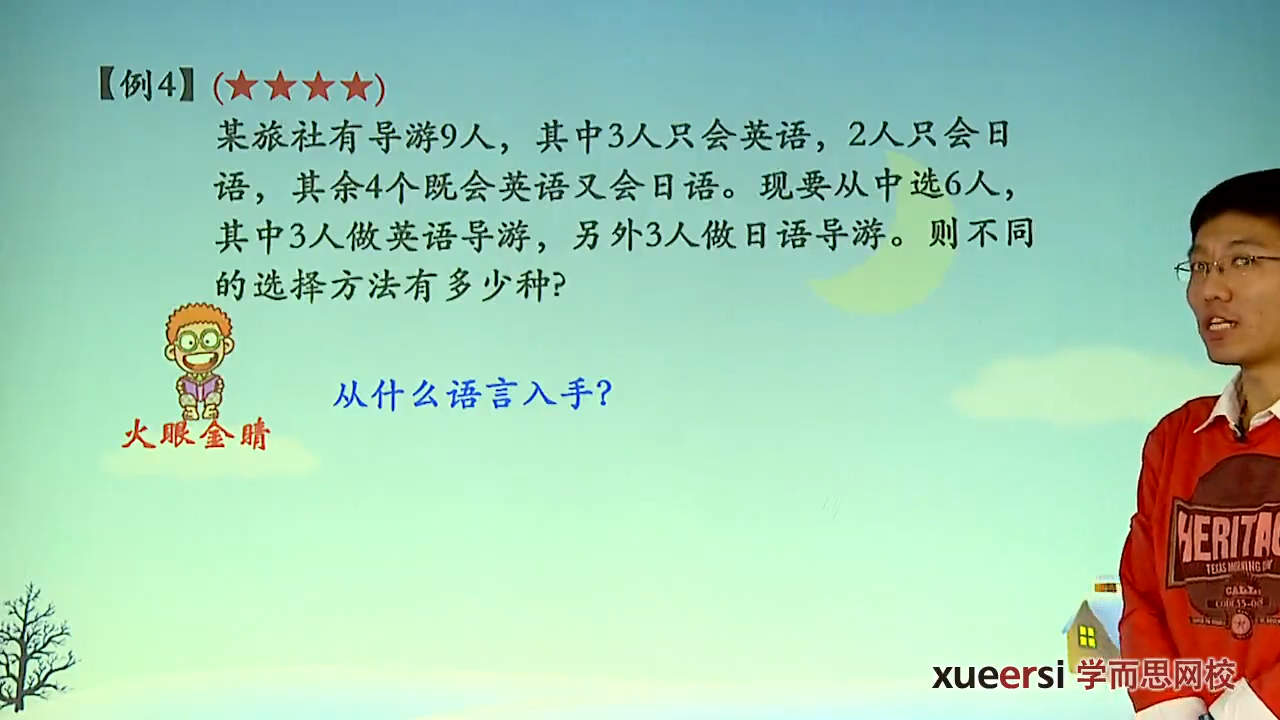 【例4】(★★★★)
某旅社有导游9人，其中3人只会英语，2人只会日
语，其余4个既会英语又会日语。现要从中选6人，
其中3人做英语导游，另外3人做日语导游。则不同
的选择方法有多少种?
从什么语言入手?
火眼金睛
HERITAG
TEXAS MORNING
xueersi 学而思网校